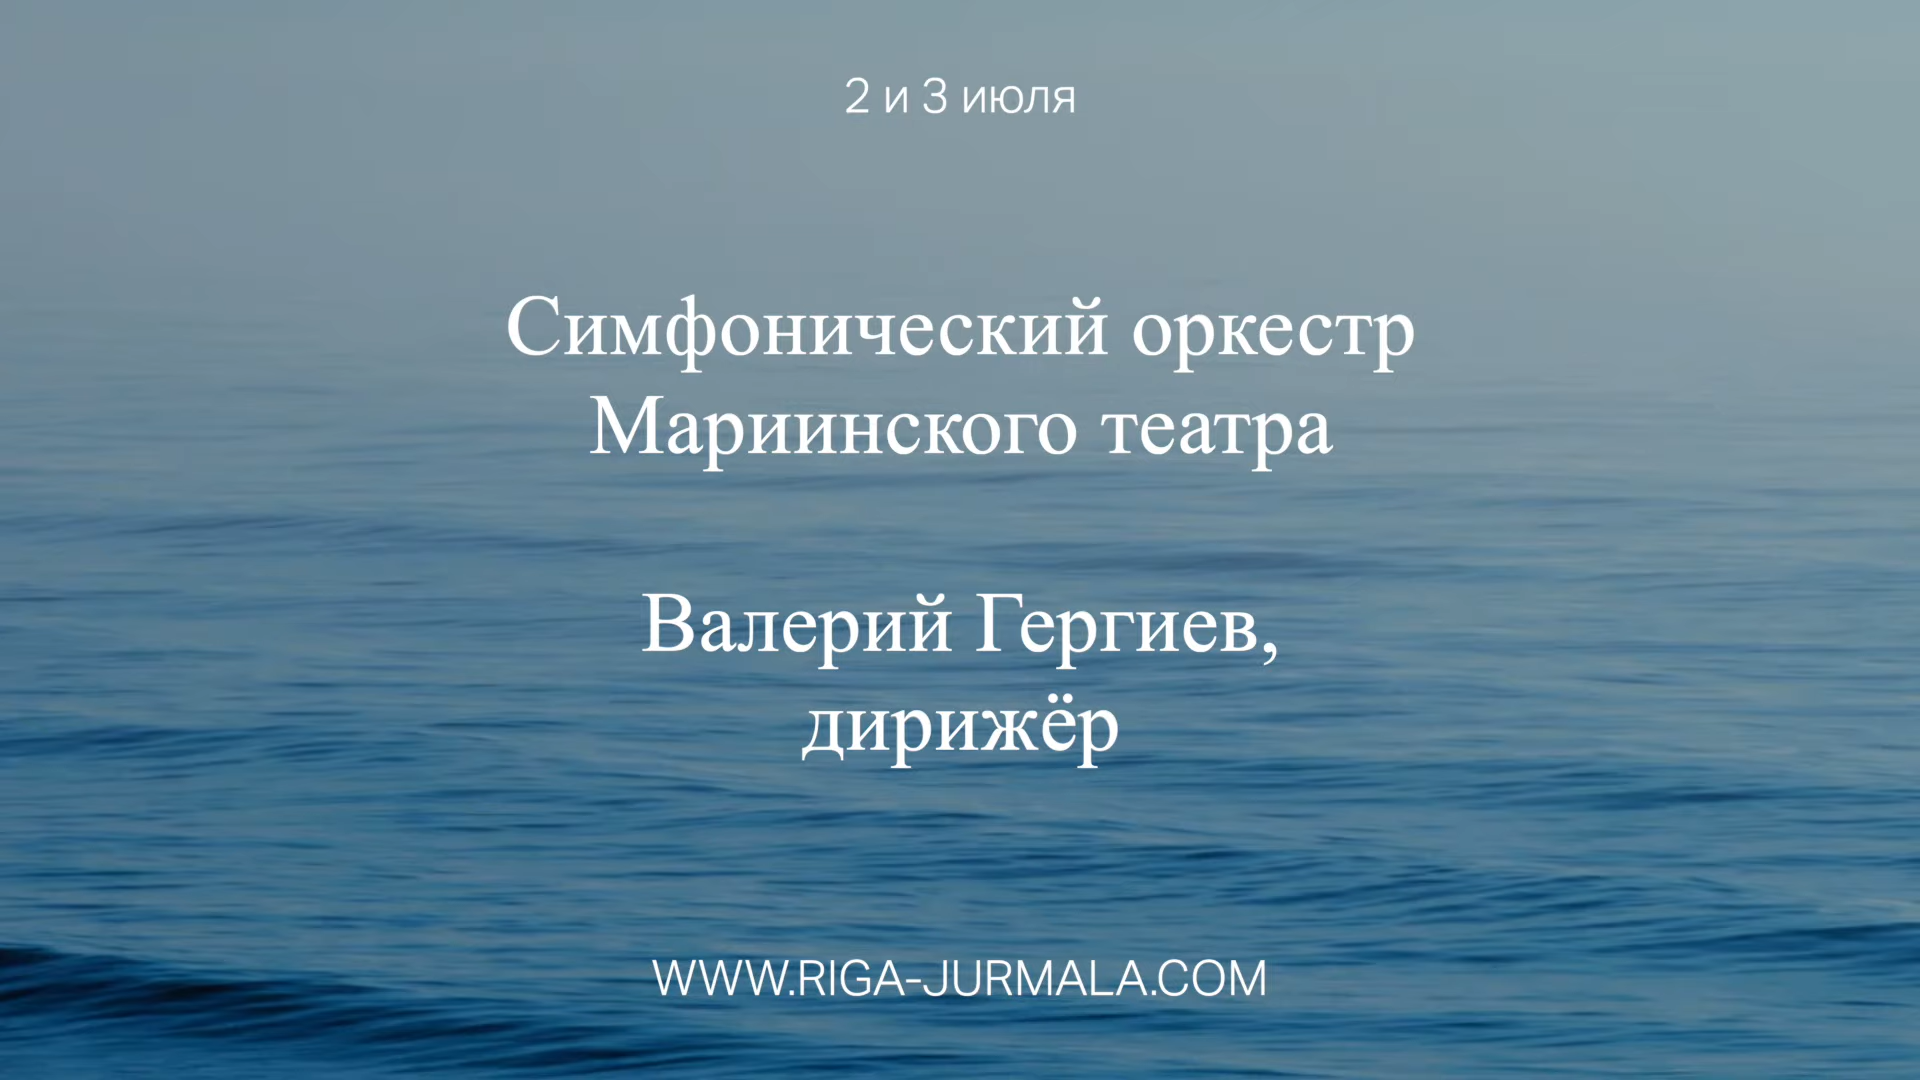 2 и 3 июля
Симфонический оркестр
Мариинского театра
Валерий Гергиев,
дирижёр
WWW.RIGA-JURMALA.COM